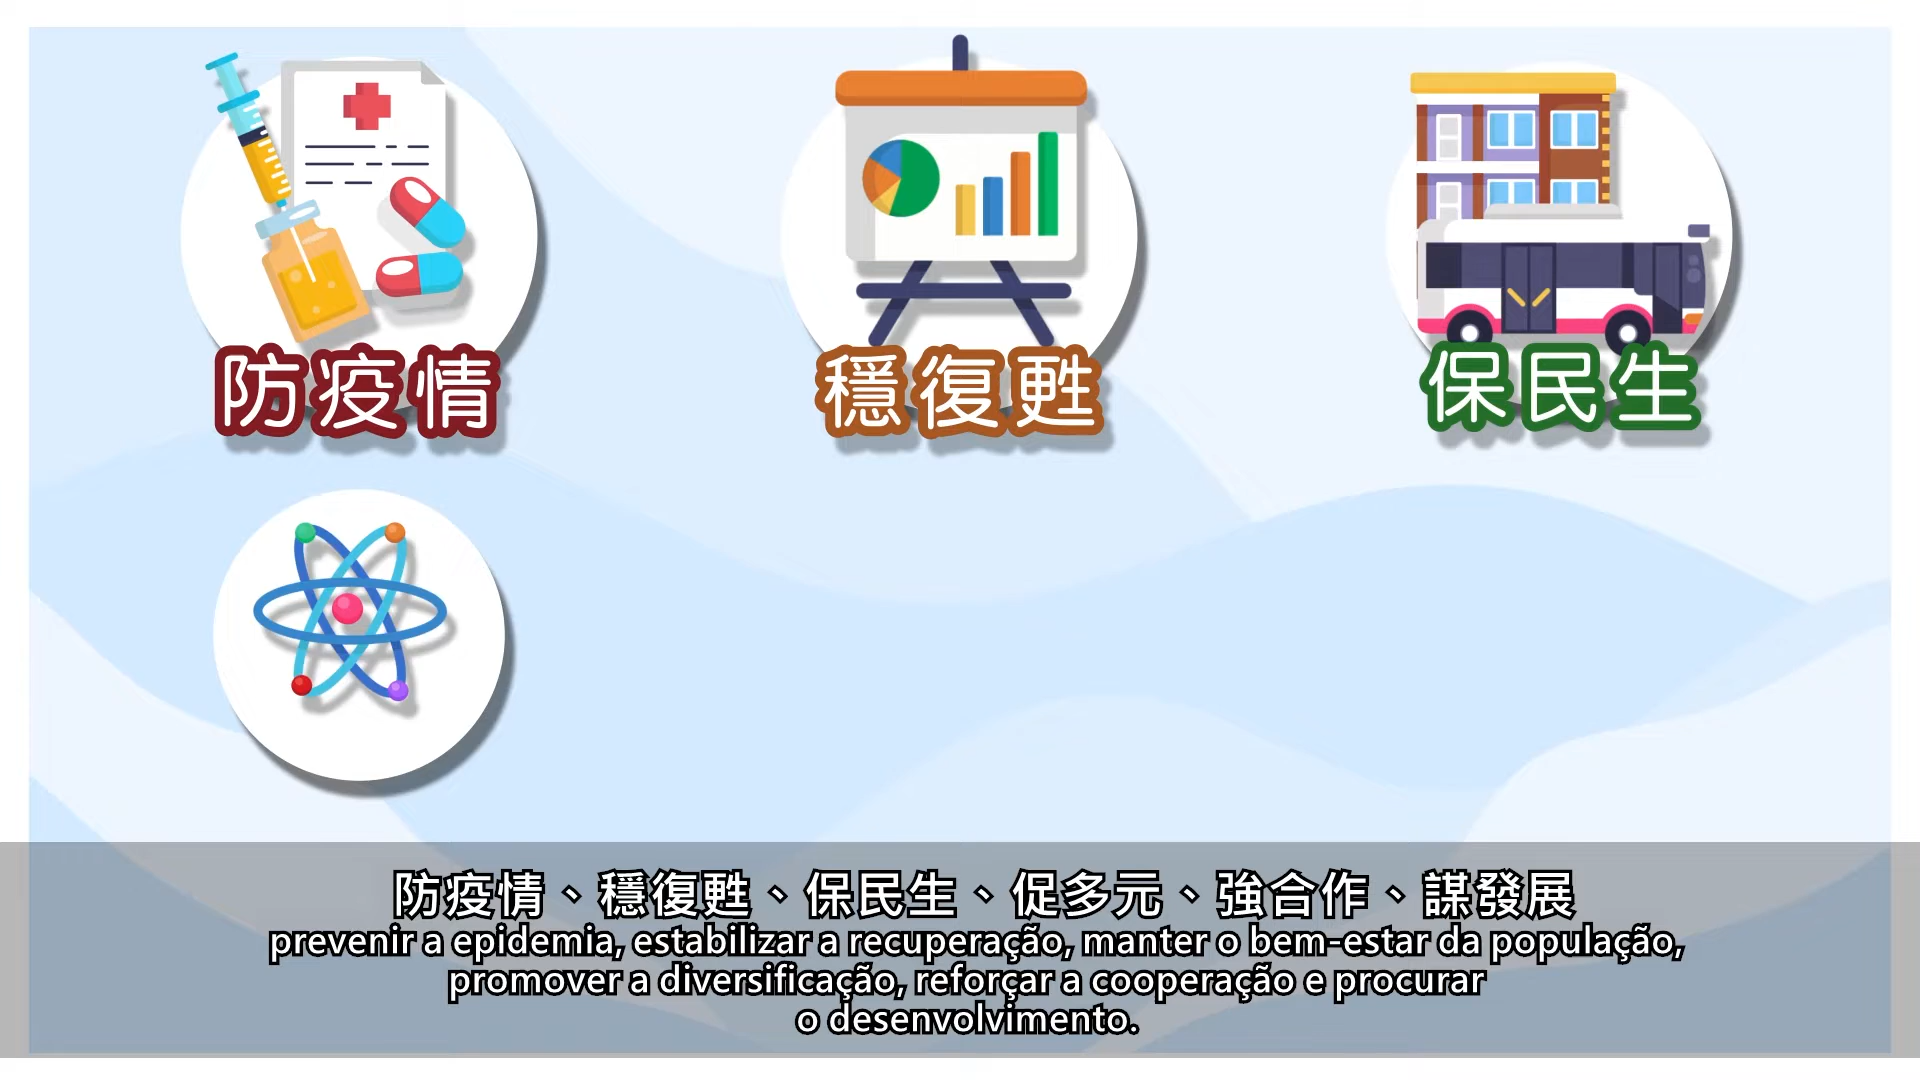 防疫情
穩復甦
保民生
防疫情、穩復甦、保民生、促多元、強合作、謀發展
prevenir a epidemia, estabilizar a recuperação, manter o bem-estar da população,
promover a diversificação, reforçar a cooperação e procurar
o desenvolvimento.